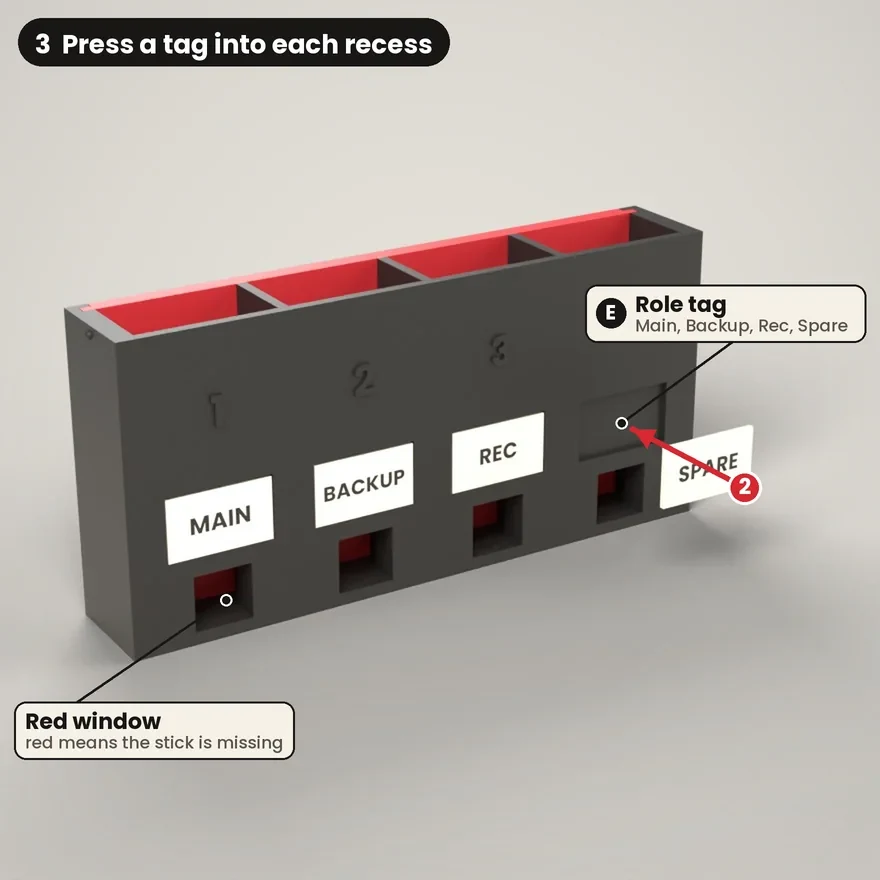 3 Press a tag into each recess
E Role tag
Main, Backup, Rec, Spare
1
2
3
MAIN
BACKUP
REC
SPARE
2
Red window
red means the stick is missing